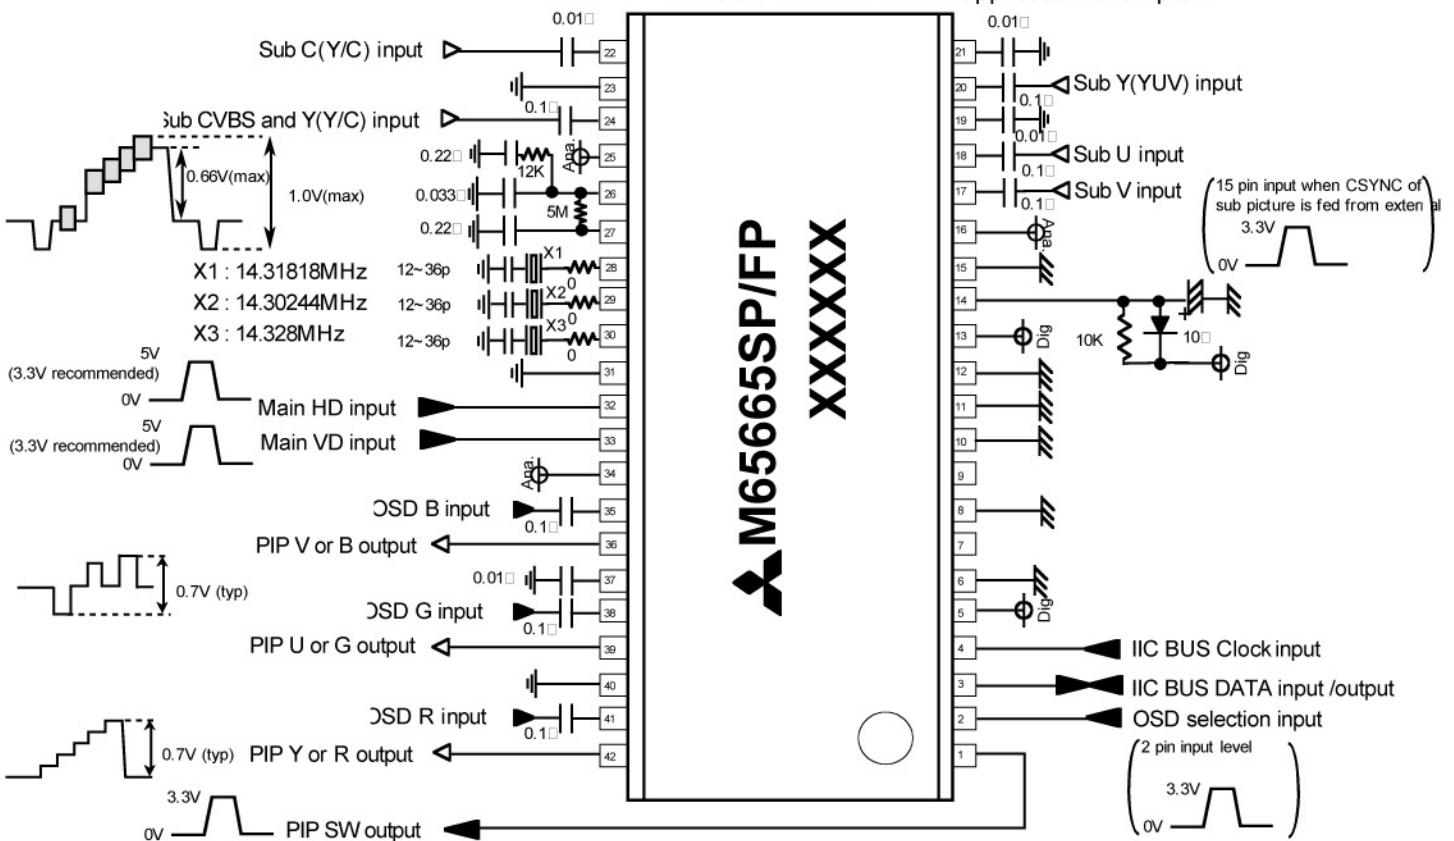 0.01□
Sub C(Y/C) input
22
23
0.1□
Sub CVBS and Y(Y/C) input
24
0.66V(max)
1.0V(max)
0.22□
12K
Ana.
25
0.033□
26
5M
0.22□
27
X1 : 14.31818MHz
12~36p
X1
0
28
X2 : 14.30244MHz
12~36p
X2
0
29
X3 : 14.328MHz
12~36p
X3
0
30
5V
(3.3V recommended)
0V
31
Main HD input
32
5V
(3.3V recommended)
0V
Main VD input
33
Ana.
34
OSD B input
0.1□
35
PIP V or B output
36
0.7V (typ)
0.01□
37
OSD G input
0.1□
38
PIP U or G output
39
40
OSD R input
0.1□
41
0.7V (typ)
PIP Y or R output
42
3.3V
0V
PIP SW output
M65665SP/FP
XXXXXX
0.01□
21
20
Sub Y(YUV) input
0.1□
19
0.01□
18
Sub U input
0.1□
17
Sub V input
0.1□
16
Ana.
15 pin input when CSYNC of
sub picture is fed from exteral
3.3V
0V
15
14
10K
10□
Dig
13
Dig
12
11
10
9
8
7
6
5
Dig
4
IIC BUS Clock input
3
IIC BUS DATA input /output
2
OSD selection input
1
2 pin input level
3.3V
0V